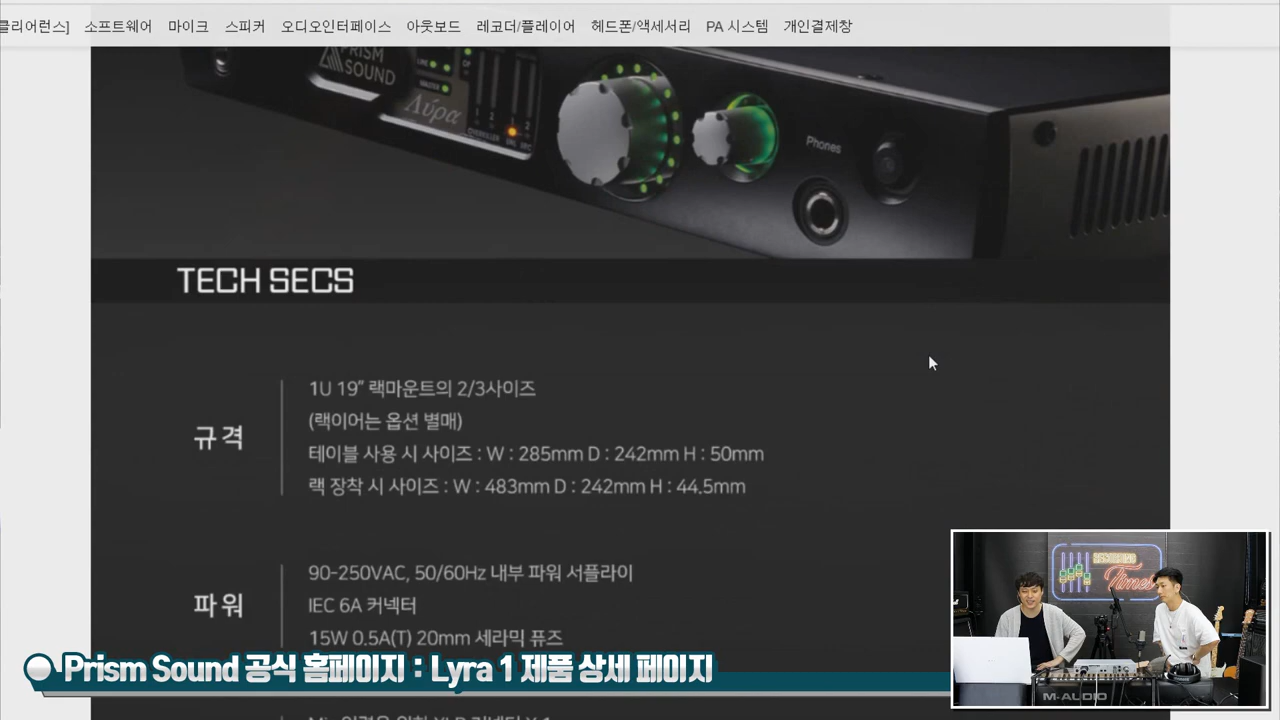 클리어런스] 소프트웨어 마이크 스피커 오디오인터페이스 아웃보드 레코더/플레이어 헤드폰/액세서리 PA 시스템 개인결제창
PRISM
SOUND
LINE
MASTER
Λύρα
OVERKILLER
Phones
TECH SECS
규격
1U 19” 랙마운트의 2/3사이즈
(랙이어는 옵션 별매)
테이블 사용 시 사이즈 : W : 285mm D : 242mm H : 50mm
랙 장착 시 사이즈 : W : 483mm D : 242mm H : 44.5mm
파워
90-250VAC, 50/60Hz 내부 파워 서플라이
IEC 6A 커넥터
15W 0.5A(T) 20mm 세라믹 퓨즈
Prism Sound 공식 홈페이지 : Lyra 1 제품 상세 페이지
RECORDING
Times
M-AUDIO